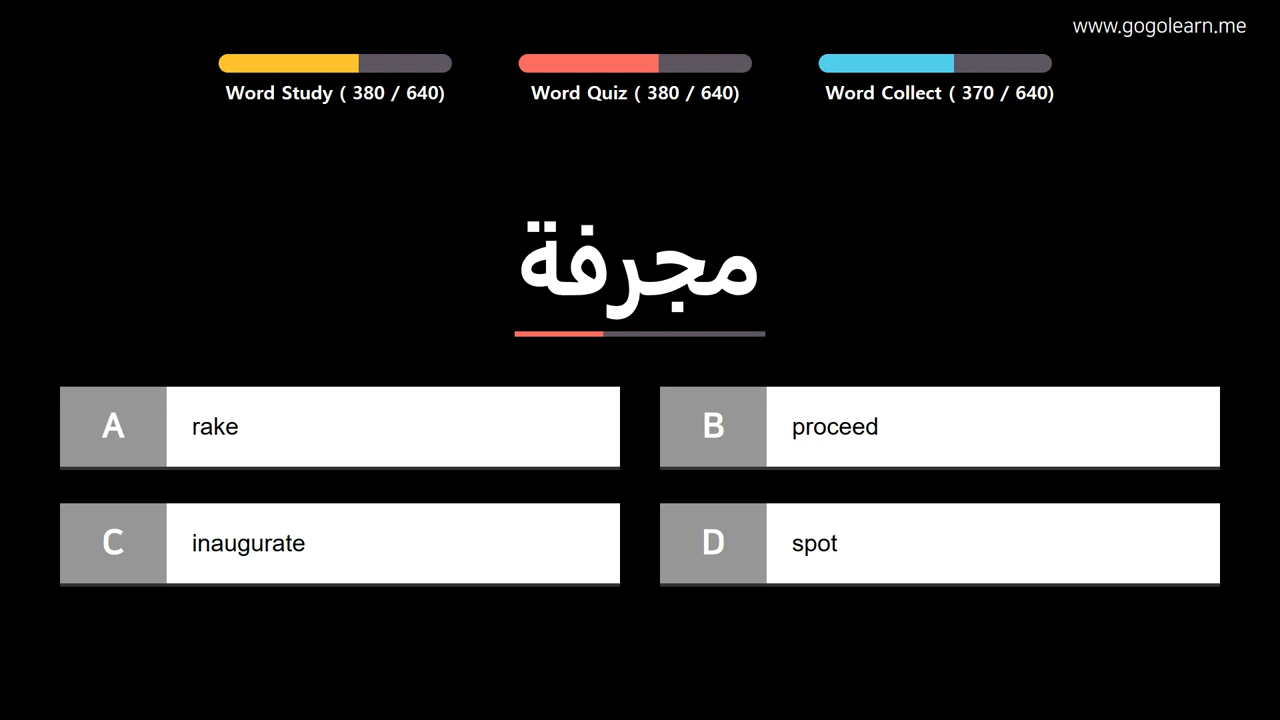 www.gogolearn.me
Word Study ( 380 / 640)
Word Quiz ( 380 / 640)
Word Collect ( 370 / 640)
مجرفة
A rake
B proceed
C inaugurate
D spot